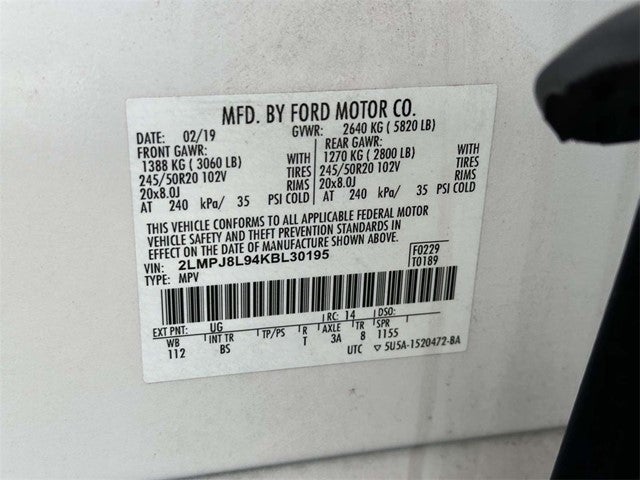 MFD. BY FORD MOTOR CO.
DATE: 02/19 GVWR: 2640 KG ( 5820 LB)
FRONT GAWR: REAR GAWR:
1388 KG ( 3060 LB) WITH 1270 KG ( 2800 LB) WITH
245/50R20 102V TIRES 245/50R20 102V TIRES
20x8.0J RIMS 20x8.0J RIMS
AT 240 kPa/ 35 PSI COLD AT 240 kPa/ 35 PSI COLD
THIS VEHICLE CONFORMS TO ALL APPLICABLE FEDERAL MOTOR
VEHICLE SAFETY AND THEFT PREVENTION STANDARDS IN
EFFECT ON THE DATE OF MANUFACTURE SHOWN ABOVE.
VIN: 2LMPJ8L94KBL30195 F0229
TYPE: MPV T0189
EXT PNT: UG RC: 14
WB INT TR TP/PS R AXLE TR SPR
112 BS T 3A 8 1155
UTC ▽ 5U5A-1520472-BA